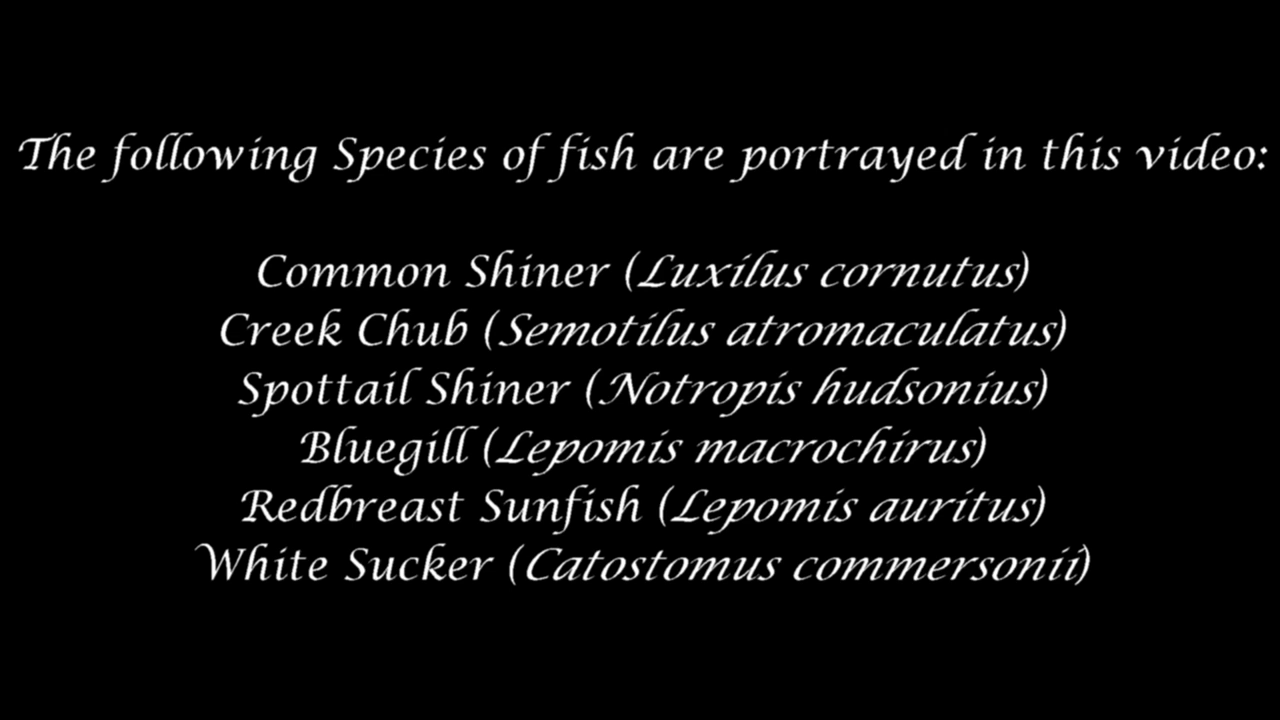 The following Species of fish are portrayed in this video:
Common Shiner (Luxilus cornutus)
Creek Chub (Semotilus atromaculatus)
Spottail Shiner (Notropis hudsonius)
Bluegill (Lepomis macrochirus)
Redbreast Sunfish (Lepomis auritus)
White Sucker (Catostomus commersonii)